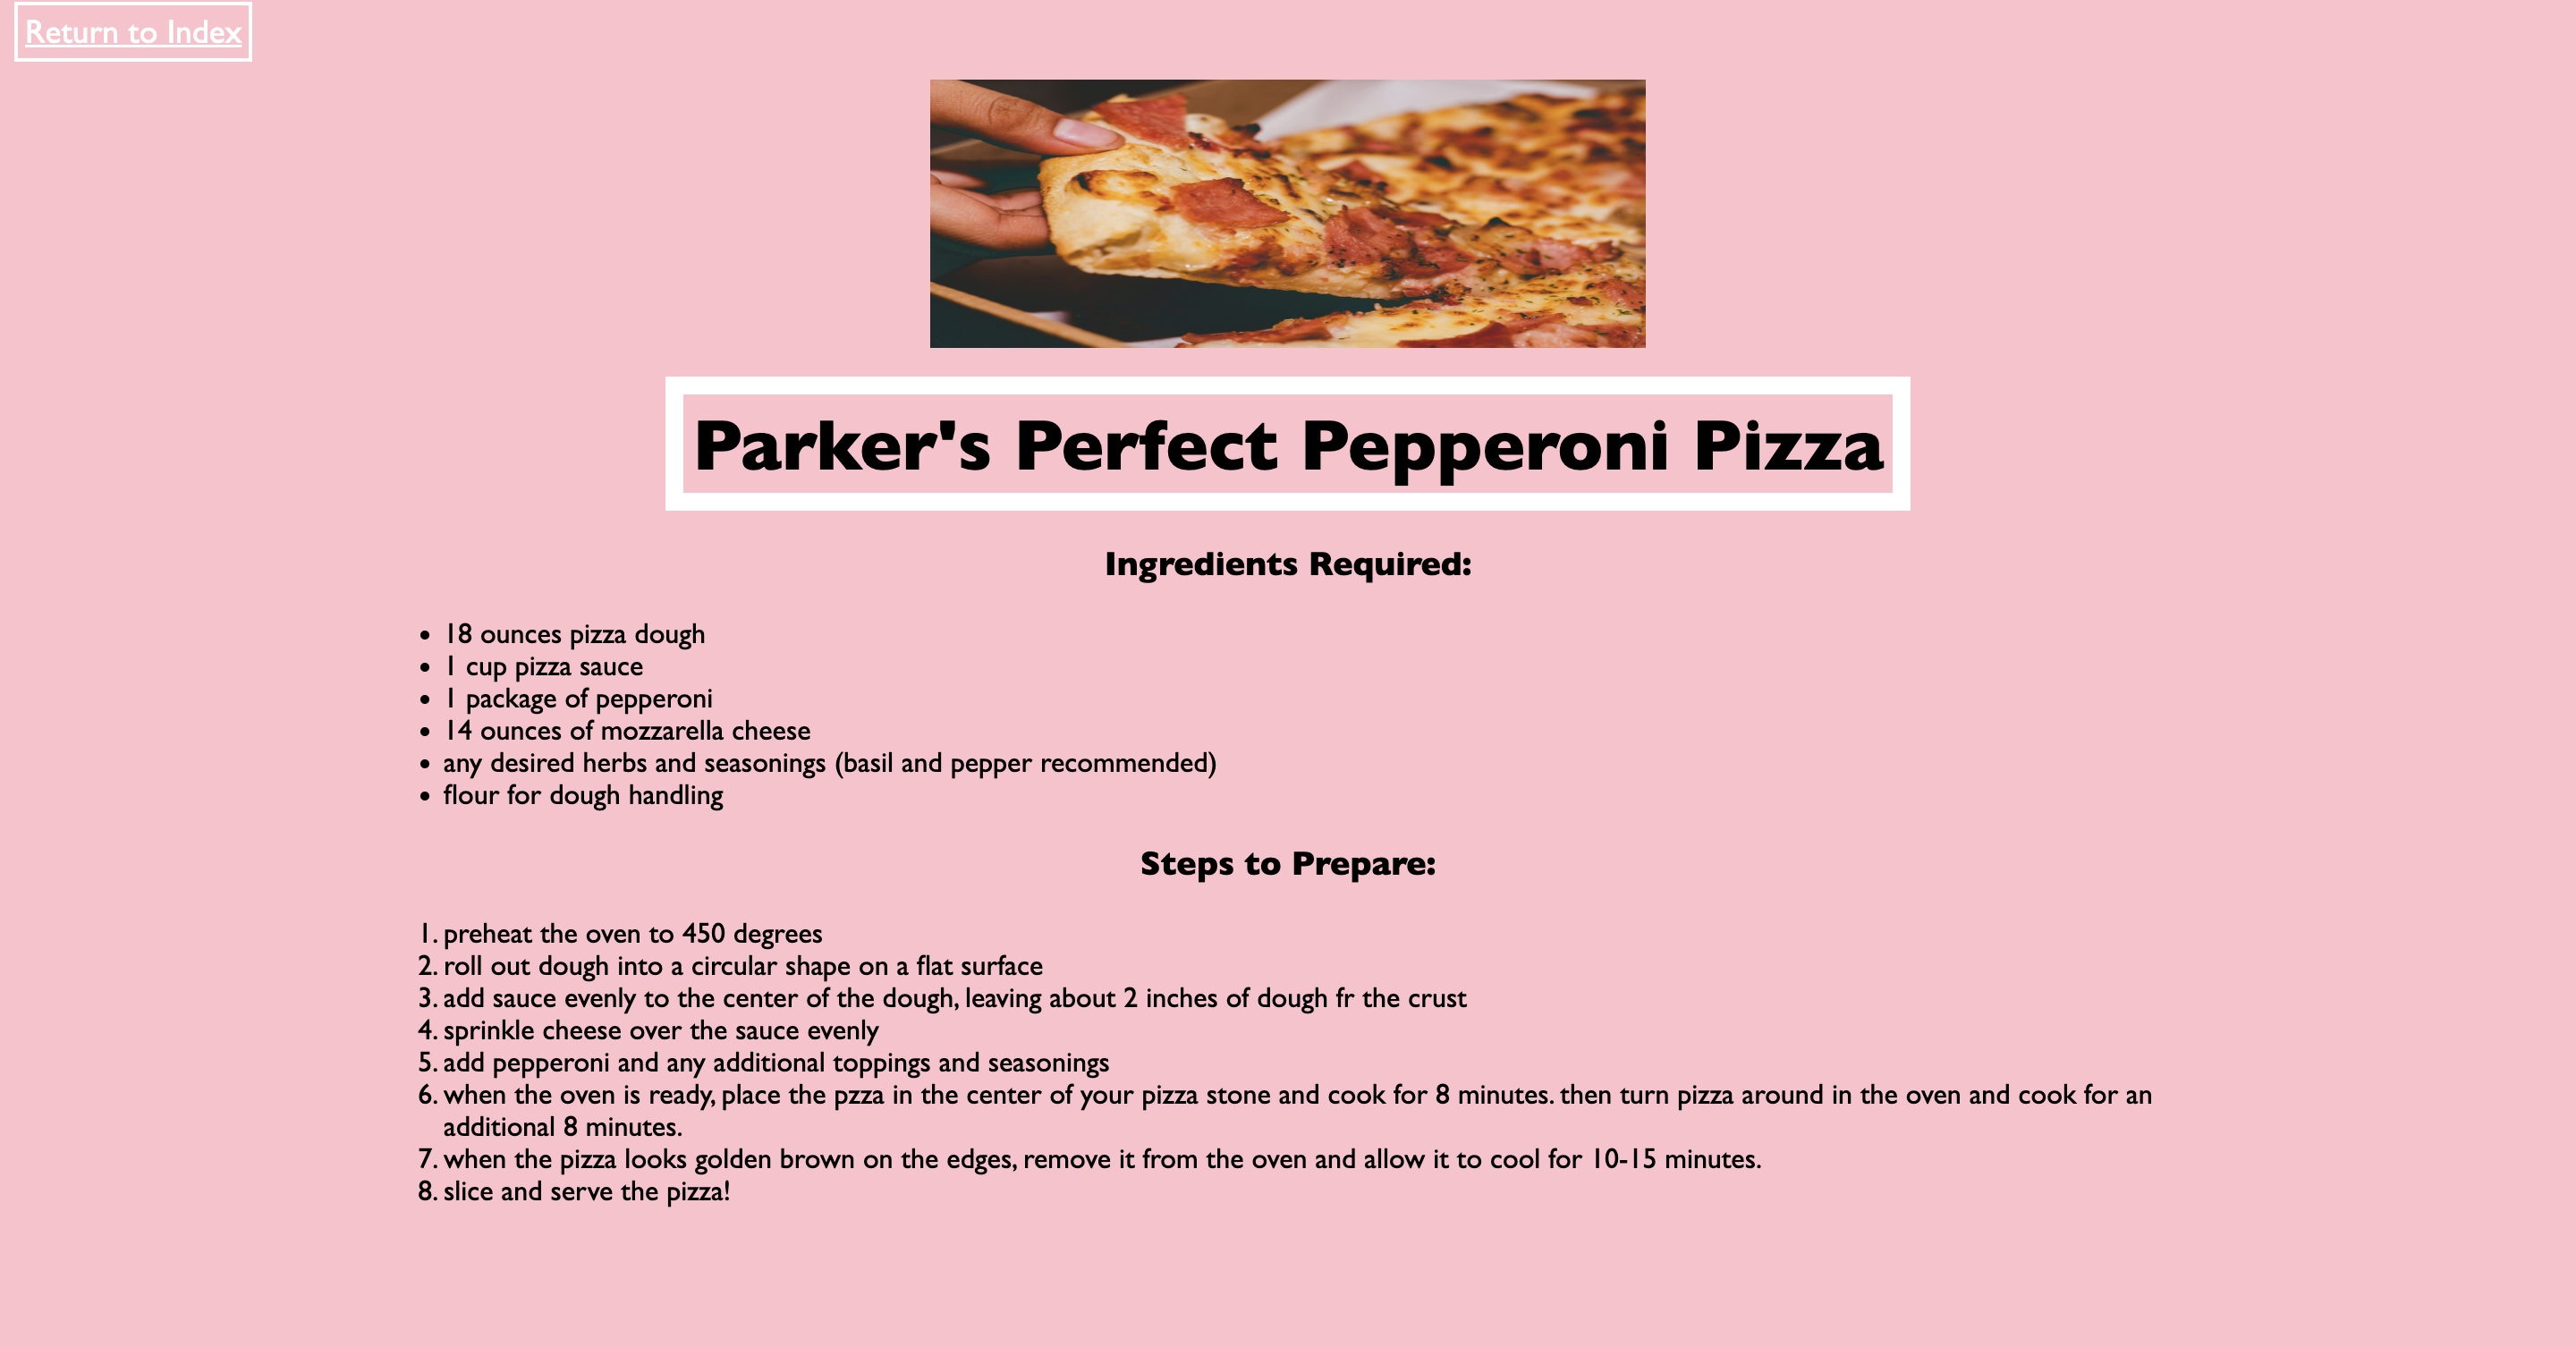 Return to Index
Parker's Perfect Pepperoni Pizza
Ingredients Required:
• 18 ounces pizza dough
• 1 cup pizza sauce
• 1 package of pepperoni
• 14 ounces of mozzarella cheese
• any desired herbs and seasonings (basil and pepper recommended)
• flour for dough handling
Steps to Prepare:
1. preheat the oven to 450 degrees
2. roll out dough into a circular shape on a flat surface
3. add sauce evenly to the center of the dough, leaving about 2 inches of dough fr the crust
4. sprinkle cheese over the sauce evenly
5. add pepperoni and any additional toppings and seasonings
6. when the oven is ready, place the pzza in the center of your pizza stone and cook for 8 minutes. then turn pizza around in the oven and cook for an
additional 8 minutes.
7. when the pizza looks golden brown on the edges, remove it from the oven and allow it to cool for 10-15 minutes.
8. slice and serve the pizza!